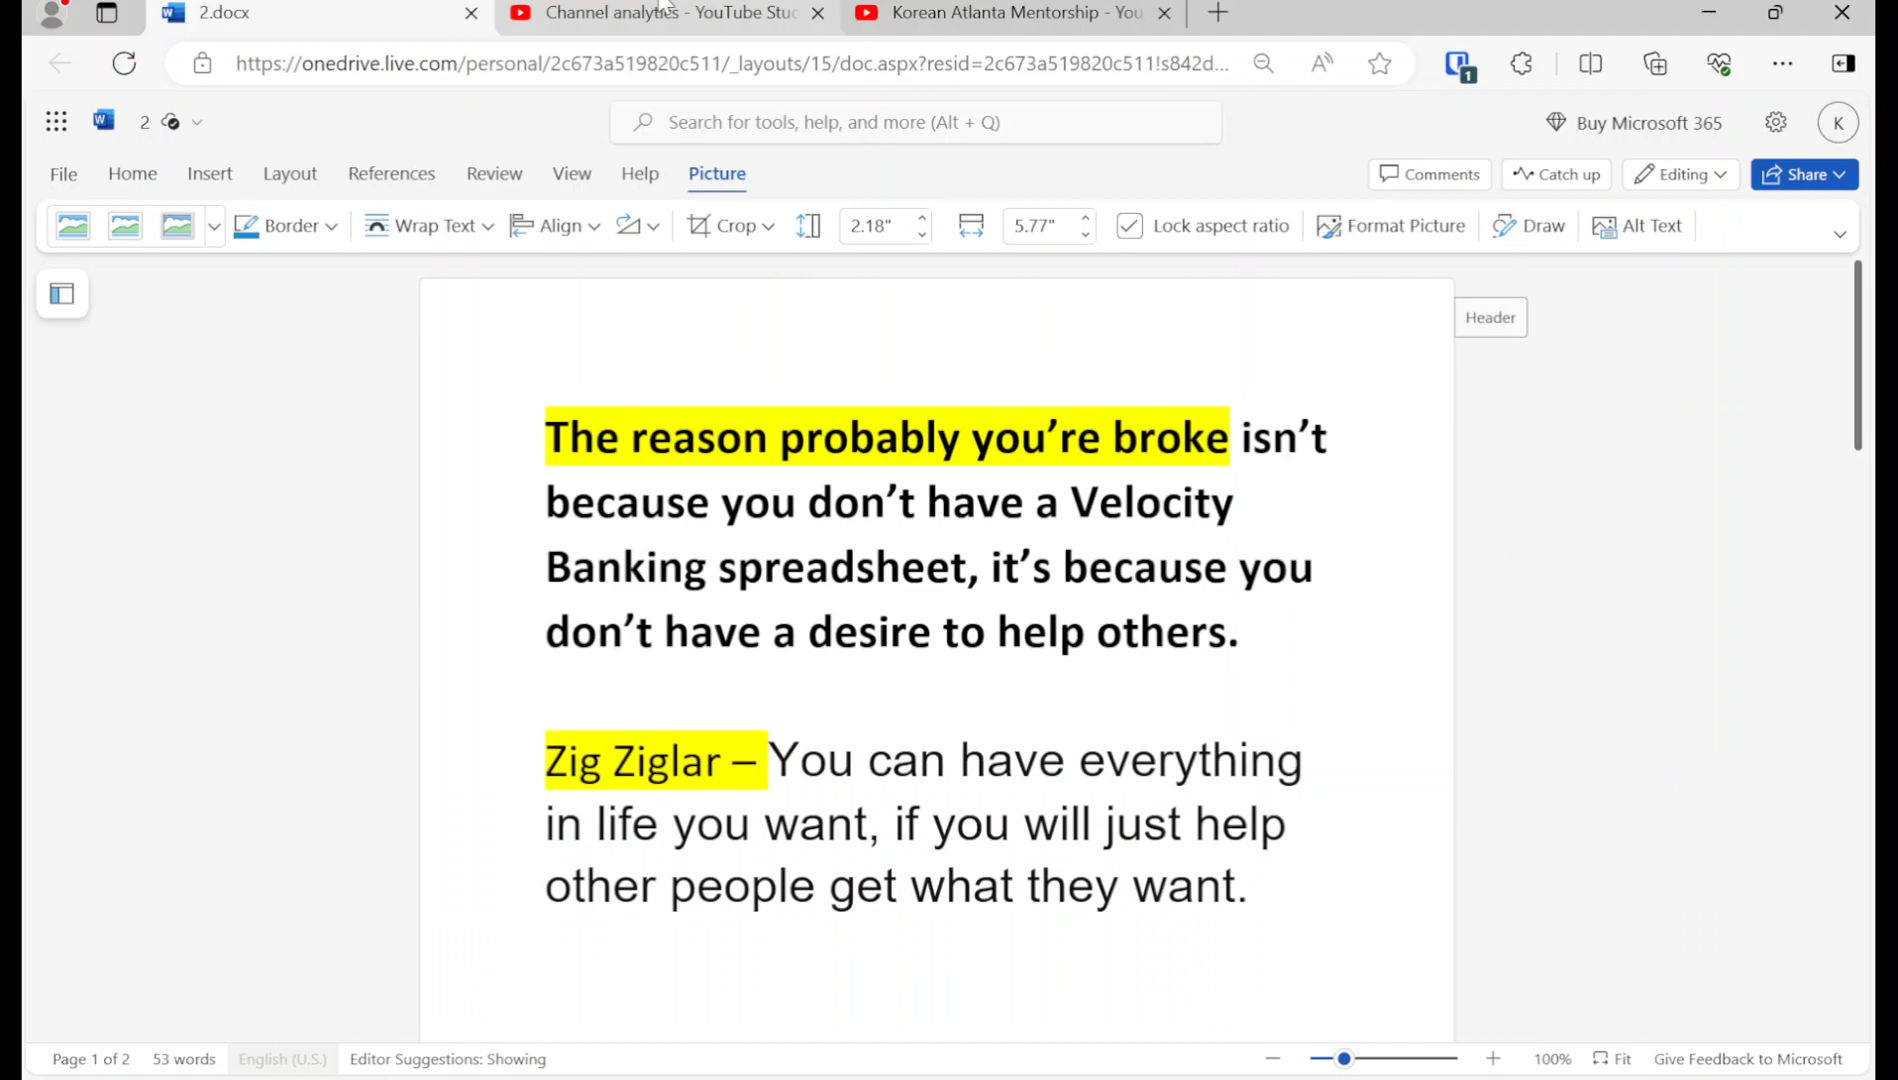 2.docx
Channel analytics - YouTube Stuc
Korean Atlanta Mentorship - You
https://onedrive.live.com/personal/2c673a519820c511/_layouts/15/doc.aspx?resid=2c673a519820c511!s842d...
1
2
Search for tools, help, and more (Alt + Q)
Buy Microsoft 365
K
File Home Insert Layout References Review View Help Picture
Comments Catch up Editing Share
Border Wrap Text Align Crop 2.18" 5.77" Lock aspect ratio Format Picture Draw Alt Text
Header
The reason probably you’re broke isn’t
because you don’t have a Velocity
Banking spreadsheet, it’s because you
don’t have a desire to help others.
Zig Ziglar – You can have everything
in life you want, if you will just help
other people get what they want.
Page 1 of 2 53 words English (U.S.) Editor Suggestions: Showing
100% Fit Give Feedback to Microsoft